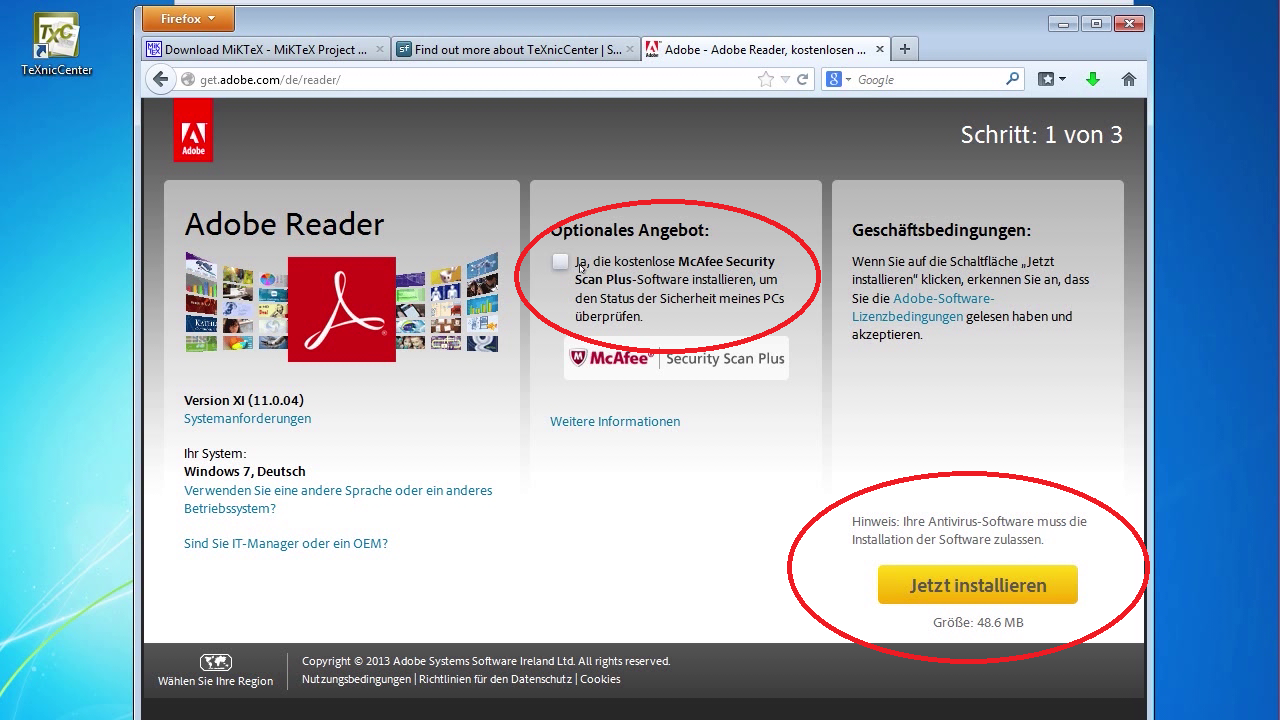 TeXnicCenter
Firefox
Download MiKTeX - MiKTeX Project ...
Find out more about TeXnicCenter | S...
Adobe - Adobe Reader, kostenlosen ...
get.adobe.com/de/reader/
Google
Adobe
Schritt: 1 von 3
Adobe Reader
Version XI (11.0.04)
Systemanforderungen
Ihr System:
Windows 7, Deutsch
Verwenden Sie eine andere Sprache oder ein anderes
Betriebssystem?
Sind Sie IT-Manager oder ein OEM?
Optionales Angebot:
Ja, die kostenlose McAfee Security
Scan Plus-Software installieren, um
den Status der Sicherheit meines PCs
überprüfen.
McAfee Security Scan Plus
Weitere Informationen
Geschäftsbedingungen:
Wenn Sie auf die Schaltfläche „Jetzt
installieren" klicken, erkennen Sie an, dass
Sie die Adobe-Software-
Lizenzbedingungen gelesen haben und
akzeptieren.
Hinweis: Ihre Antivirus-Software muss die
Installation der Software zulassen.
Jetzt installieren
Größe: 48.6 MB
Wählen Sie Ihre Region
Copyright © 2013 Adobe Systems Software Ireland Ltd. All rights reserved.
Nutzungsbedingungen | Richtlinien für den Datenschutz | Cookies